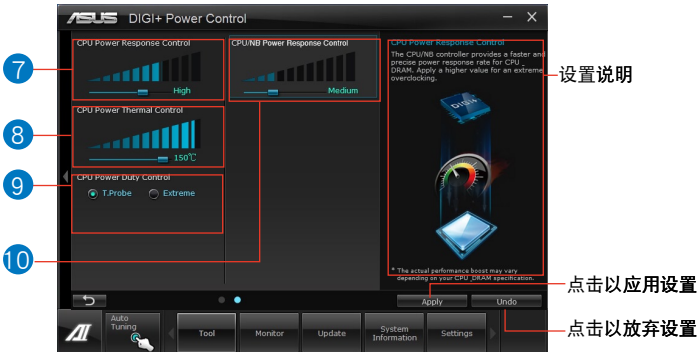 ASUS DIGI+ Power Control
CPU Power Response Control
High
CPU/NB Power Response Control
Medium
CPU Power Thermal Control
150℃
CPU Power Duty Control
T.Probe
Extreme
CPU Power Response Control
The CPU/NB controller provides a faster and
precise power response rate for CPU _
DRAM. Apply a higher value for an extreme
overclocking.
DIGI+
* The actual performance boost may vary
depending on your CPU _DRAM specification.
Apply
Undo
Auto
Tuning
Tool
Monitor
Update
System
Information
Settings
7
8
9
10
设置说明
点击以应用设置
点击以放弃设置